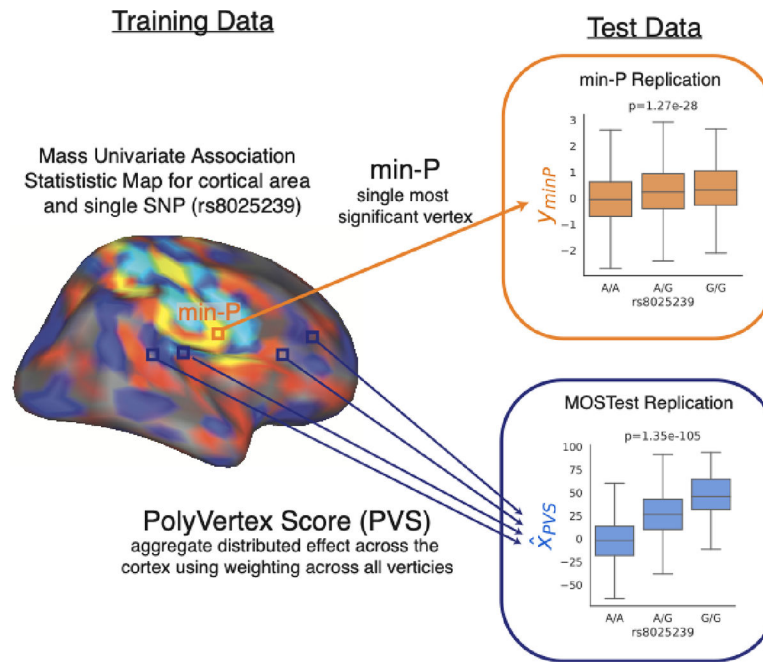 Training Data
Mass Univariate Association
Statististic Map for cortical area
and single SNP (rs8025239)
min-P
single most
significant vertex
min-P
PolyVertex Score (PVS)
aggregate distributed effect across the
cortex using weighting across all verticies
Test Data
min-P Replication
p=1.27e-28
3
2
1
0
−1
−2
yminP
A/A A/G G/G
rs8025239
MOSTest Replication
p=1.35e-105
100
75
50
25
0
−25
−50
x̂PVS
A/A A/G G/G
rs8025239